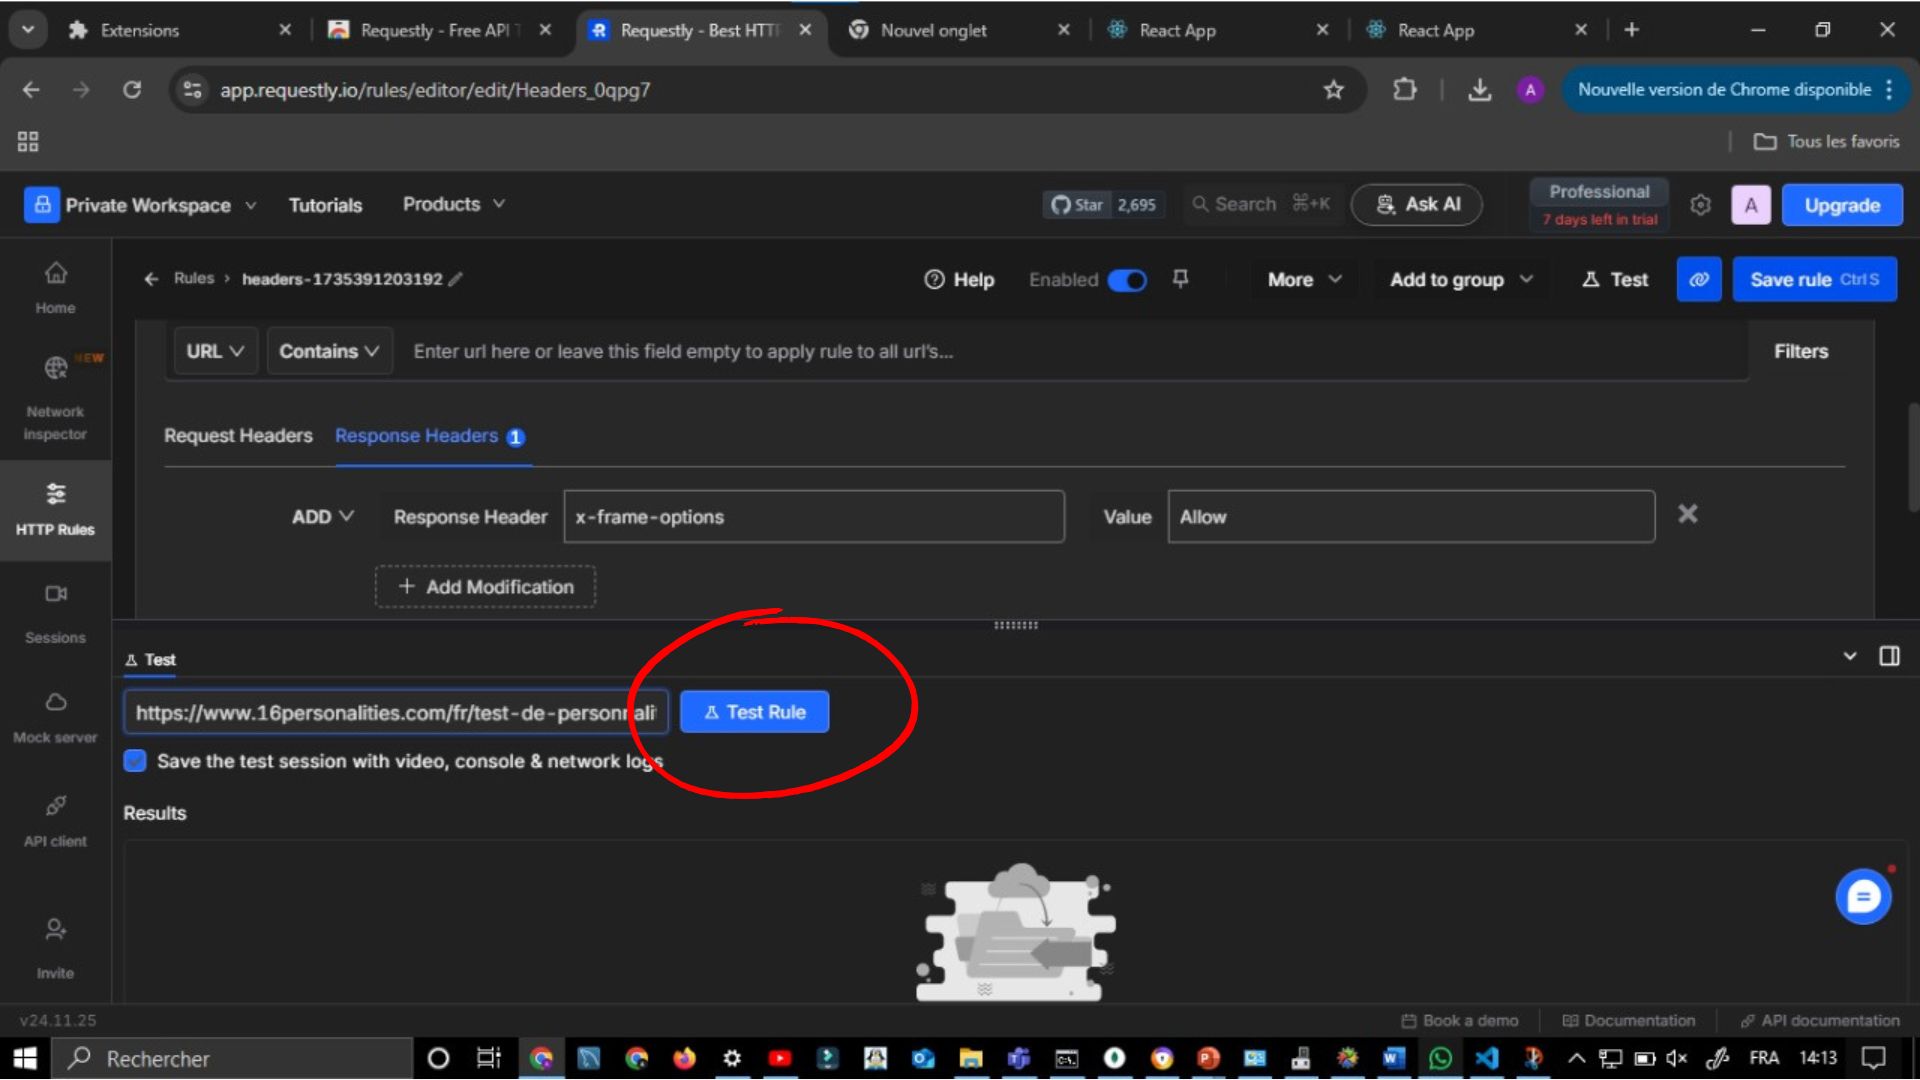 Extensions
Requestly - Free API T
Requestly - Best HTTP
Nouvel onglet
React App
React App
app.requestly.io/rules/editor/edit/Headers_0qpg7
A
Nouvelle version de Chrome disponible
Tous les favoris
Private Workspace
Tutorials
Products
Star 2,695
Search ⌘+K
Ask AI
Professional
7 days left in trial
A
Upgrade
Home
NEW
Network
inspector
HTTP Rules
Sessions
Mock server
API client
Invite
Rules > headers-1735391203192
Help
Enabled
More
Add to group
Test
Save rule Ctrl S
URL
Contains
Enter url here or leave this field empty to apply rule to all url's...
Filters
Request Headers
Response Headers 1
ADD
Response Header
x-frame-options
Value
Allow
+ Add Modification
Test
https://www.16personalities.com/fr/test-de-personnali
Test Rule
Save the test session with video, console & network logs
Results
v24.11.25
Book a demo
Documentation
API documentation
Rechercher
FRA
14:13